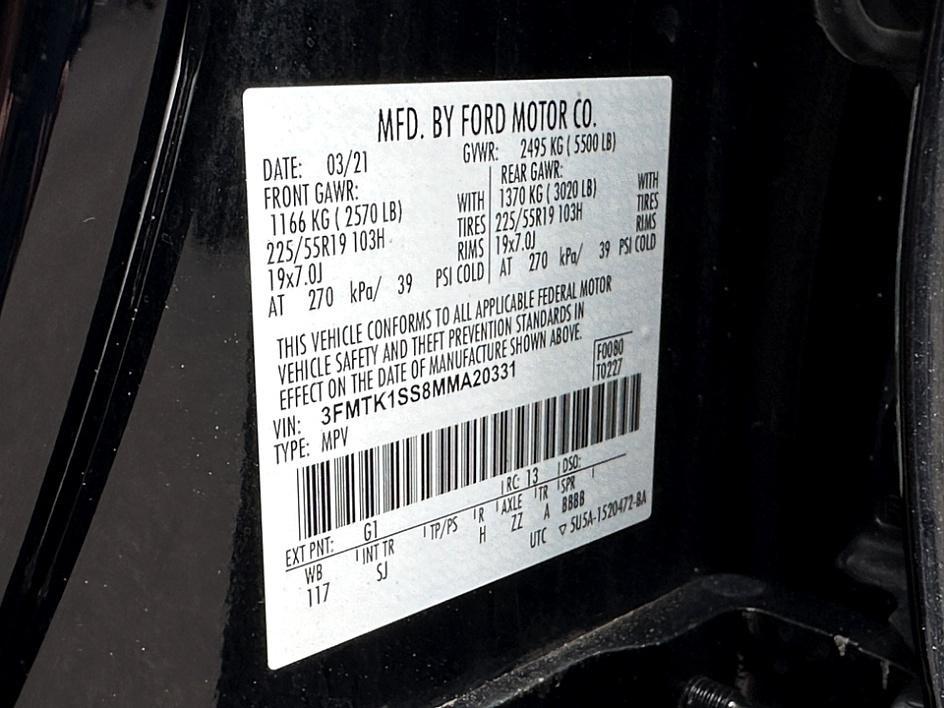 MFD. BY FORD MOTOR CO.
DATE: 03/21 GVWR: 2495 KG ( 5500 LB)
FRONT GAWR: REAR GAWR:
1166 KG ( 2570 LB) WITH 1370 KG ( 3020 LB) WITH
225/55R19 103H TIRES 225/55R19 103H TIRES
19x7.0J RIMS 19x7.0J RIMS
AT 270 kPa/ 39 PSI COLD AT 270 kPa/ 39 PSI COLD
THIS VEHICLE CONFORMS TO ALL APPLICABLE FEDERAL MOTOR
VEHICLE SAFETY AND THEFT PREVENTION STANDARDS IN
EFFECT ON THE DATE OF MANUFACTURE SHOWN ABOVE.
F0080
T0227
VIN: 3FMTK1SS8MMA20331
TYPE: MPV
EXT PNT: G1 RC: 13 DSO:
WB INT TR TP/PS R AXLE TR SPR
117 SJ H ZZ A BBBB
UTC ▽ 5U5A-1520472-BA